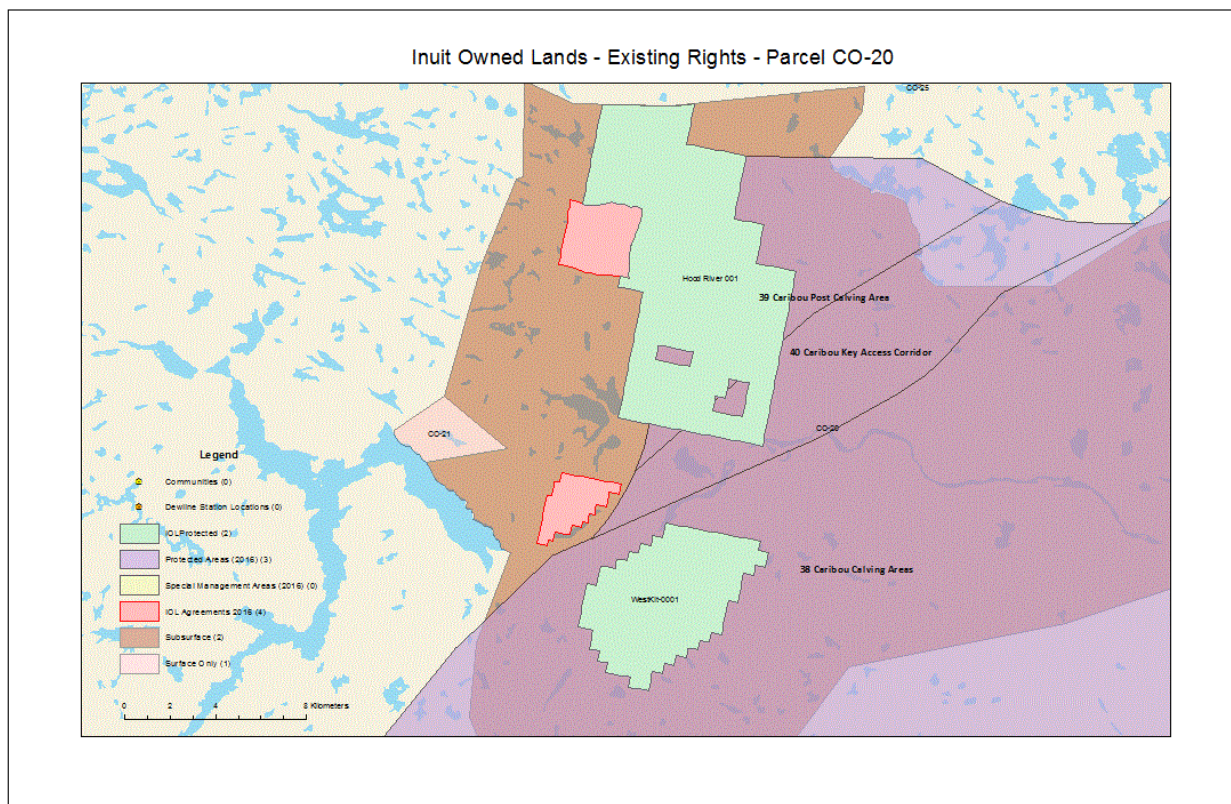 Inuit Owned Lands - Existing Rights - Parcel CO-20
CO-25
Hood River 001
39 Caribou Post Calving Area
40 Caribou Key Access Corridor
CO-20
CO-21
Legend
Communities (0)
Dewline Station Locations (0)
IOLProtected (2)
Protected Areas (2016) (3)
Special Management Areas (2016) (0)
IOL Agreements 2016 (4)
Subsurface (2)
Surface Only (1)
38 Caribou Calving Areas
WestKit-0001
0 2 4 8 Kilometers